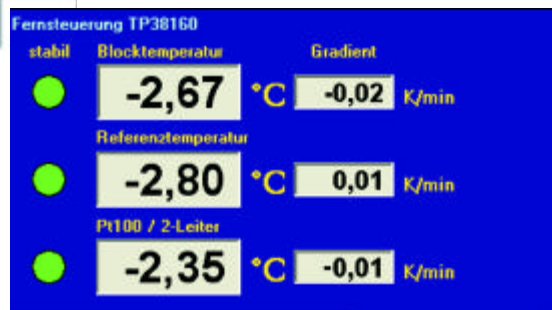 Fernsteuerung TP38160
stabil Blocktemperatur Gradient
-2,67 °C -0,02 K/min
Referenztemperatur
-2,80 °C 0,01 K/min
Pt100 / 2-Leiter
-2,35 °C -0,01 K/min